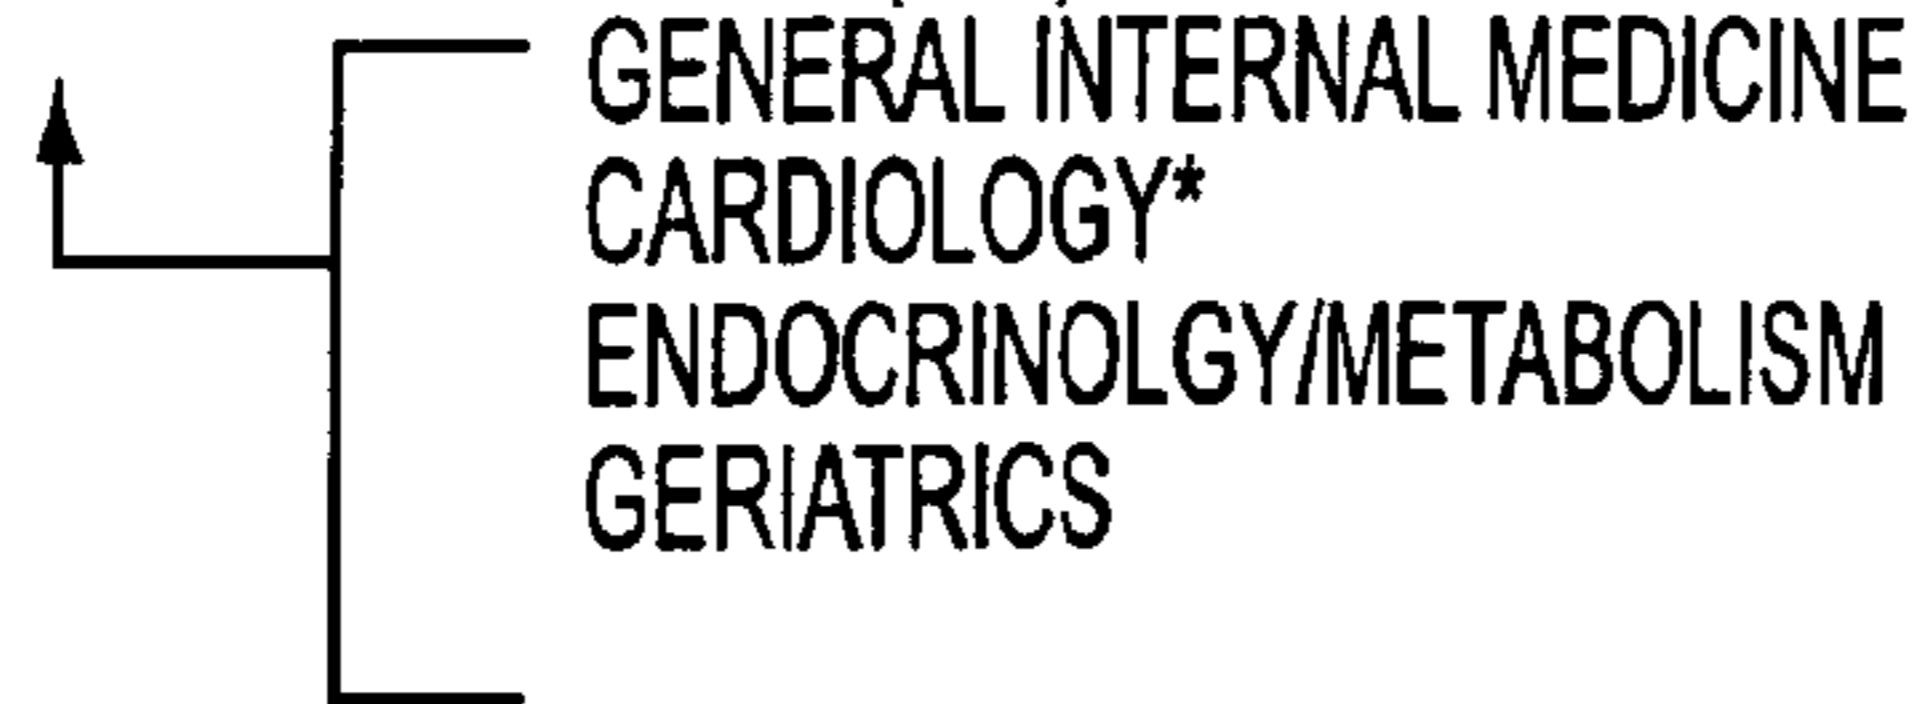 GENERAL INTERNAL MEDICINE
CARDIOLOGY*
ENDOCRINOLGY/METABOLISM
GERIATRICS